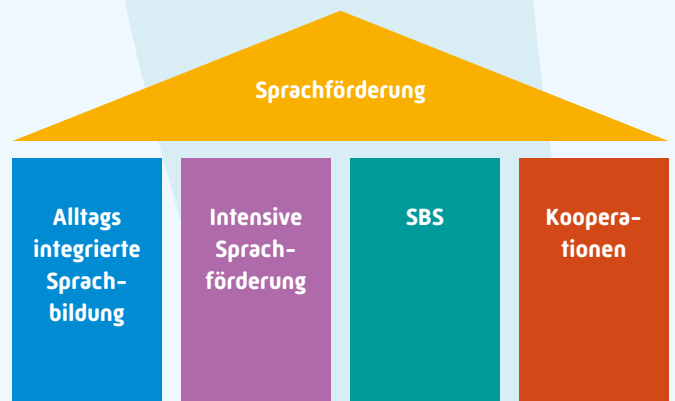 Sprachförderung
Alltags
integrierte
Sprach-
bildung
Intensive
Sprach-
förderung
SBS
Koopera-
tionen